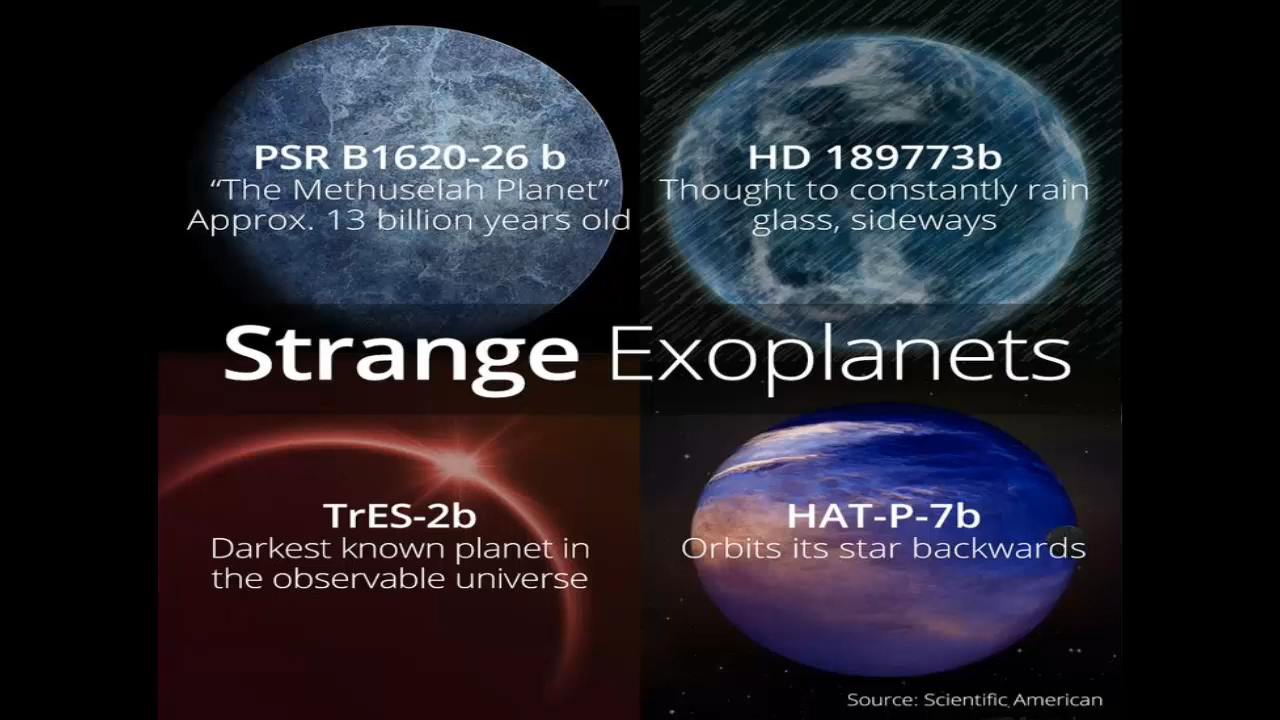 PSR B1620-26 b
“The Methuselah Planet”
Approx. 13 billion years old
HD 189773b
Thought to constantly rain
glass, sideways
Strange Exoplanets
TrES-2b
Darkest known planet in
the observable universe
HAT-P-7b
Orbits its star backwards
Source: Scientific American